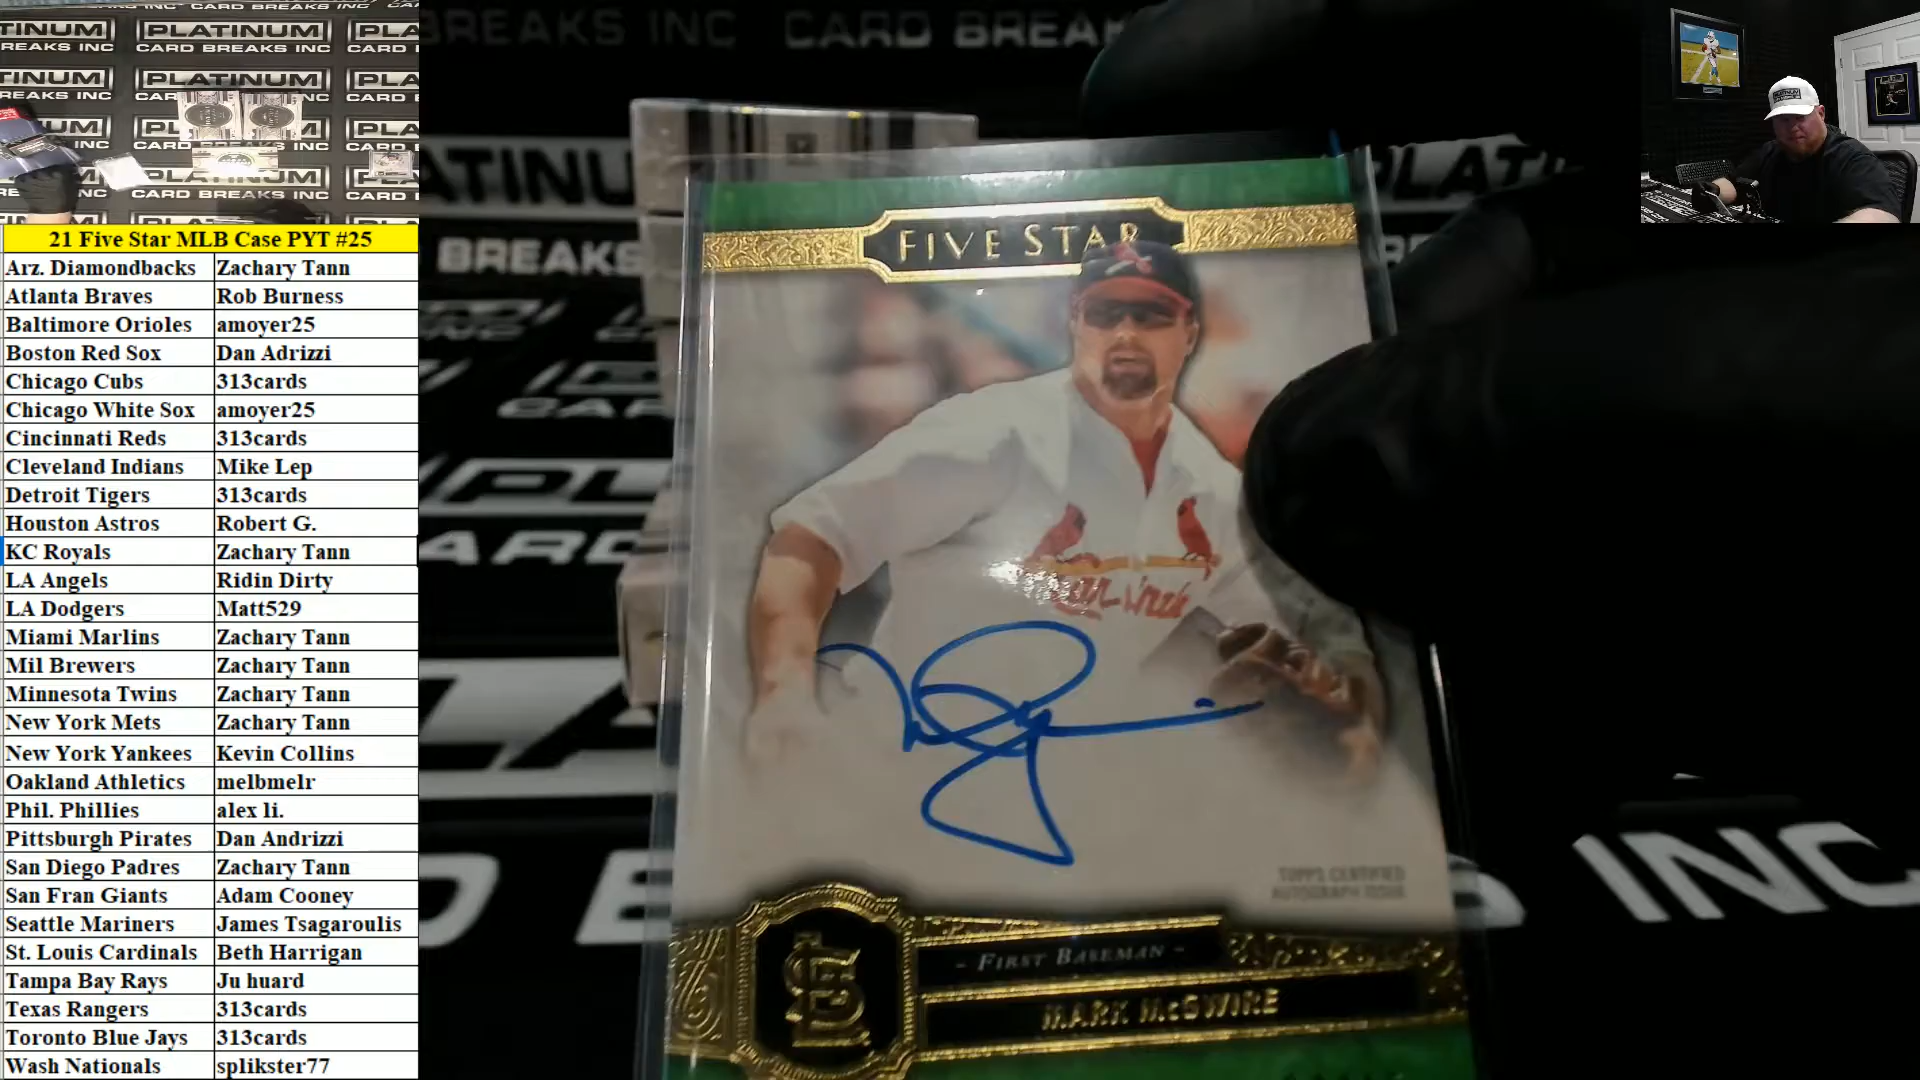 21 Five Star MLB Case PYT #25
Arz. Diamondbacks Zachary Tann
Atlanta Braves Rob Burness
Baltimore Orioles amoyer25
Boston Red Sox Dan Adrizzi
Chicago Cubs 313cards
Chicago White Sox amoyer25
Cincinnati Reds 313cards
Cleveland Indians Mike Lep
Detroit Tigers 313cards
Houston Astros Robert G.
KC Royals Zachary Tann
LA Angels Ridin Dirty
LA Dodgers Matt529
Miami Marlins Zachary Tann
Mil Brewers Zachary Tann
Minnesota Twins Zachary Tann
New York Mets Zachary Tann
New York Yankees Kevin Collins
Oakland Athletics melbmelr
Phil. Phillies alex li.
Pittsburgh Pirates Dan Andrizzi
San Diego Padres Zachary Tann
San Fran Giants Adam Cooney
Seattle Mariners James Tsagaroulis
St. Louis Cardinals Beth Harrigan
Tampa Bay Rays Ju huard
Texas Rangers 313cards
Toronto Blue Jays 313cards
Wash Nationals splikster77
PLATINUM
CARD BREAKS INC
BREAKS INC CARD BREAK
FIVE STAR
BREAKS
TOPPS CERTIFIED
AUTOGRAPH ISSUE
- FIRST BASEMAN -
MARK McGWIRE
INC